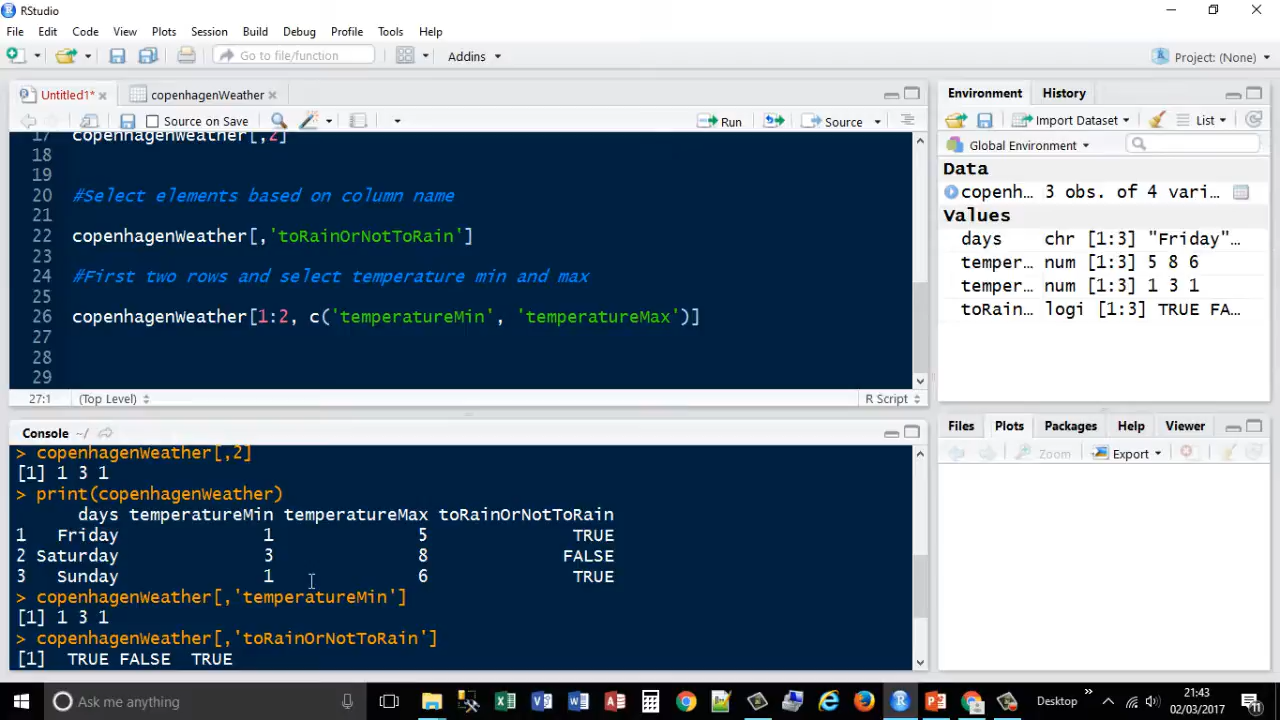 RStudio
File Edit Code View Plots Session Build Debug Profile Tools Help
Go to file/function Addins Project: (None)
Untitled1* copenhagenWeather
Source on Save Run Source
17 copenhagenWeather[,2]
18
19
20 #Select elements based on column name
21
22 copenhagenWeather[,'toRainOrNotToRain']
23
24 #First two rows and select temperature min and max
25
26 copenhagenWeather[1:2, c('temperatureMin', 'temperatureMax')]
27
28
29
27:1 (Top Level) R Script
Console ~/
> copenhagenWeather[,2]
[1] 1 3 1
> print(copenhagenWeather)
days temperatureMin temperatureMax toRainOrNotToRain
1 Friday 1 5 TRUE
2 Saturday 3 8 FALSE
3 Sunday 1 6 TRUE
> copenhagenWeather[,'temperatureMin']
[1] 1 3 1
> copenhagenWeather[,'toRainOrNotToRain']
[1] TRUE FALSE TRUE
Environment History
Import Dataset List
Global Environment
Data
copenh... 3 obs. of 4 vari...
Values
days chr [1:3] "Friday"...
temper... num [1:3] 5 8 6
temper... num [1:3] 1 3 1
toRain... logi [1:3] TRUE FA...
Files Plots Packages Help Viewer
Zoom Export
Ask me anything
Desktop
21:43
02/03/2017